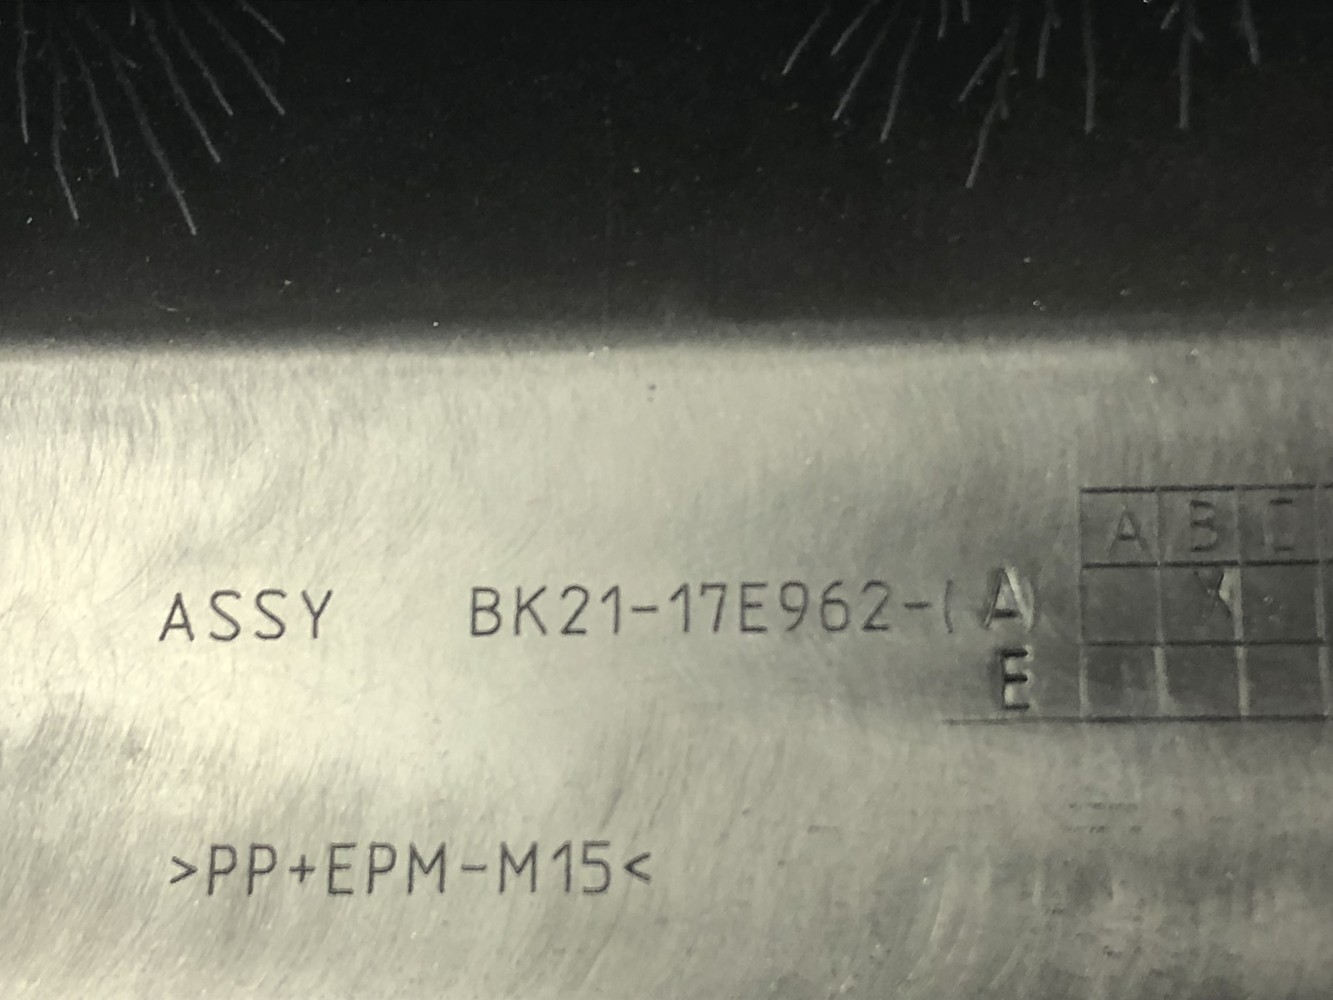 A B C
ASSY BK21-17E962-( A)
X
E
>PP+EPM-M15<